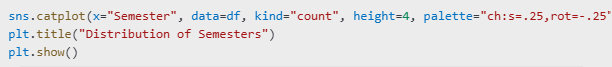 sns.catplot(x="Semester", data=df, kind="count", height=4, palette="ch:s=.25,rot=-.25"
plt.title("Distribution of Semesters")
plt.show()